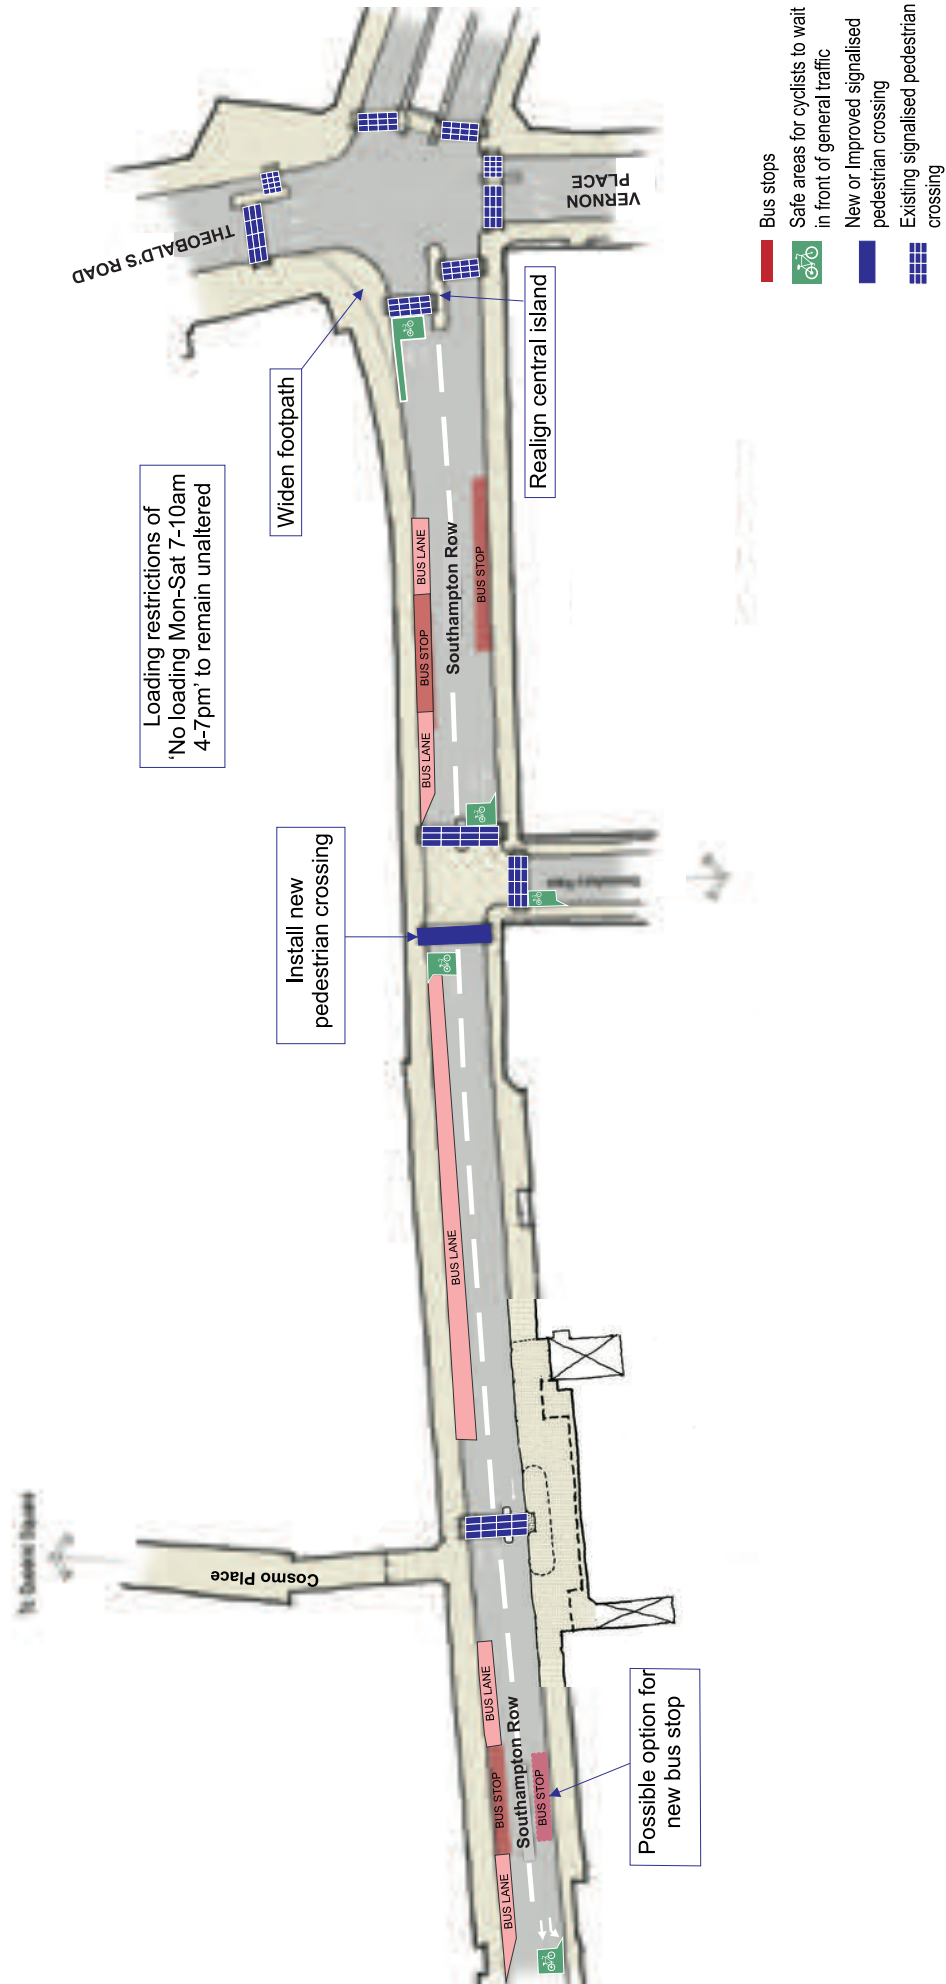 THEOBALD'S ROAD
VERNON
PLACE
Widen footpath
Realign central island
Loading restrictions of
‘No loading Mon-Sat 7-10am
4-7pm’ to remain unaltered
BUS LANE
BUS STOP
BUS LANE
Southampton Row
BUS STOP
Install new
pedestrian crossing
BUS LANE
Cosmo Place
BUS LANE
BUS STOP
BUS LANE
Southampton Row
BUS STOP
Possible option for
new bus stop
Bus stops
Safe areas for cyclists to wait
in front of general traffic
New or Improved signalised
pedestrian crossing
Existing signalised pedestrian
crossing